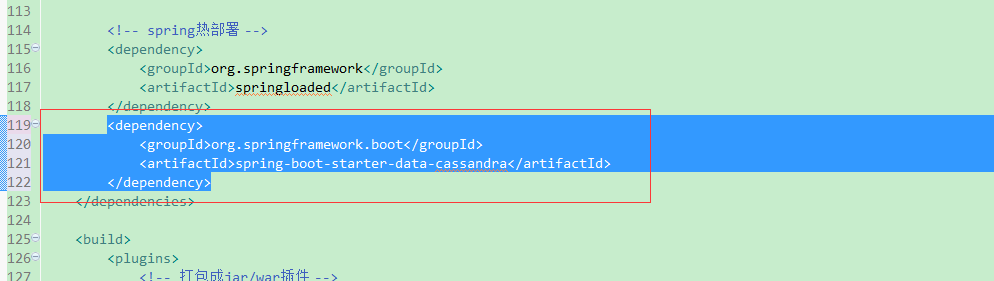 113
114 <!-- spring热部署 -->
115 <dependency>
116 <groupId>org.springframework</groupId>
117 <artifactId>springloaded</artifactId>
118 </dependency>
119 <dependency>
120 <groupId>org.springframework.boot</groupId>
121 <artifactId>spring-boot-starter-data-cassandra</artifactId>
122 </dependency>
123 </dependencies>
124
125 <build>
126 <plugins>
127 <!-- 打包成jar/war插件 -->